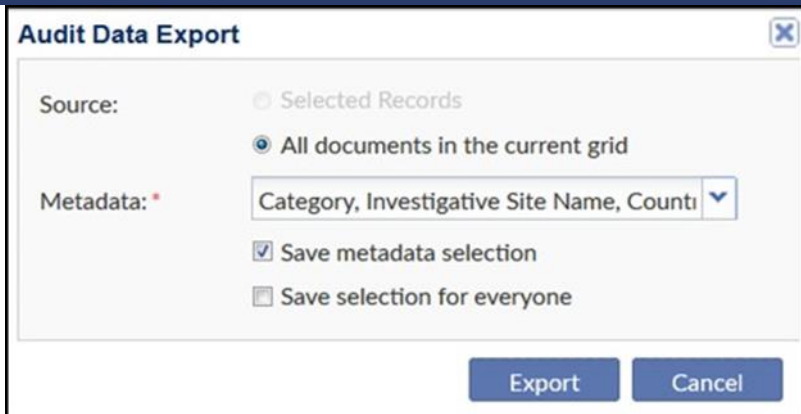 Audit Data Export
Source:
Selected Records
All documents in the current grid
Metadata: *
Category, Investigative Site Name, Count
Save metadata selection
Save selection for everyone
Export
Cancel